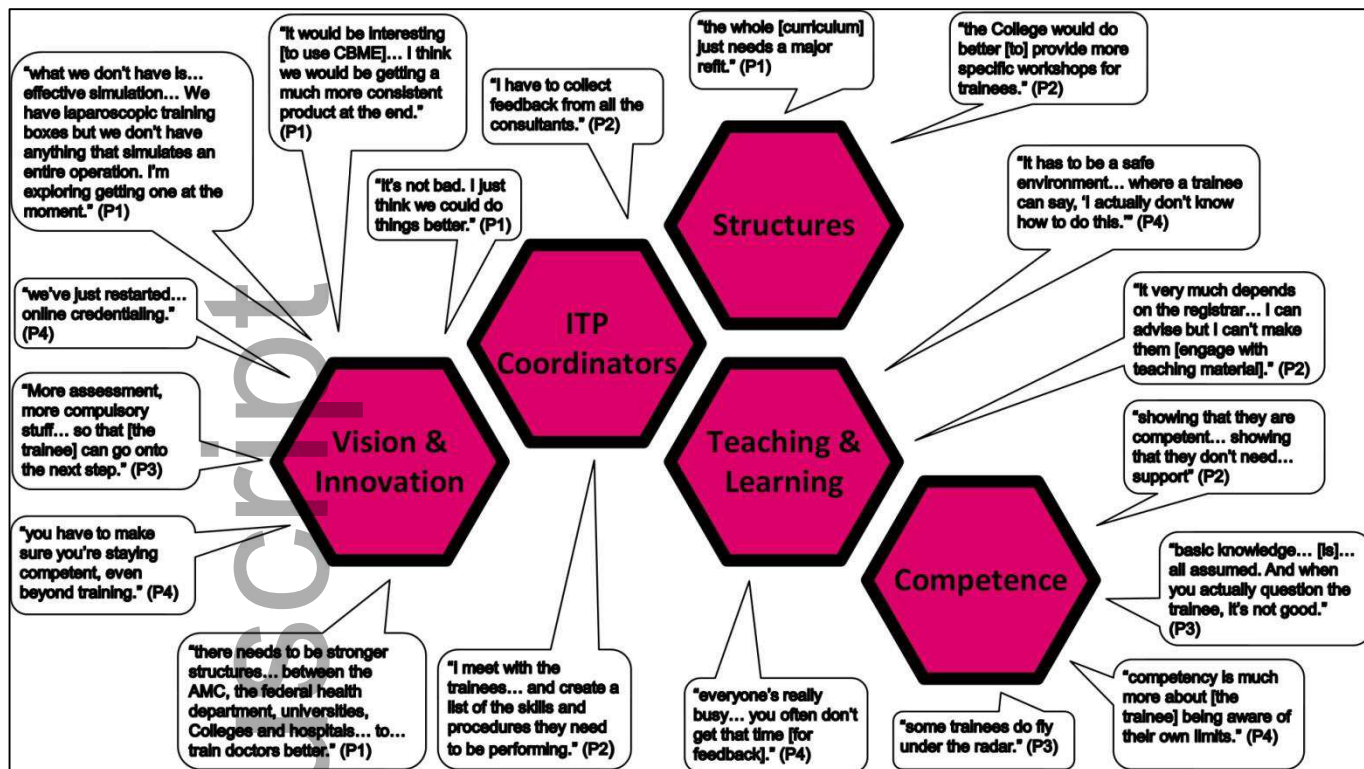 “what we don’t have is…
effective simulation… We
have laparoscopic training
boxes but we don’t have
anything that simulates an
entire operation. I’m
exploring getting one at the
moment.” (P1)
“It would be interesting
[to use CBME]… I think
we would be getting a
much more consistent
product at the end.”
(P1)
“I have to collect
feedback from all the
consultants.” (P2)
“the whole [curriculum]
just needs a major
refit.” (P1)
“the College would do
better [to] provide more
specific workshops for
trainees.” (P2)
“It’s not bad. I just
think we could do
things better.” (P1)
“It has to be a safe
environment… where a
trainee can say, ‘I
actually don’t know
how to do this.’” (P4)
“we’ve just restarted…
online credentialing.”
(P4)
“It very much depends
on the registrar… I can
advise but I can’t make
them [engage with
teaching material].” (P2)
“More assessment,
more compulsory
stuff… so that [the
trainee] can go onto
the next step.” (P3)
“you have to make
sure you’re staying
competent, even
beyond training.” (P4)
Structures
ITP
Coordinators
Vision &
Innovation
Teaching &
Learning
Competence
“showing that they are
competent… showing
that they don’t need…
support” (P2)
“basic knowledge… [is]…
all assumed. And when
you actually question the
trainee, it’s not good.”
(P3)
“there needs to be stronger
structures… between the
AMC, the federal health
department, universities,
Colleges and hospitals… to…
train doctors better.” (P1)
“I meet with the
trainees… and create a
list of the skills and
procedures they need
to be performing.” (P2)
“everyone’s really
busy… you often don’t
get that time [for
feedback].” (P4)
“some trainees do fly
under the radar.” (P3)
“competency is much
more about [the
trainee] being aware of
their own limits.” (P4)
uscript